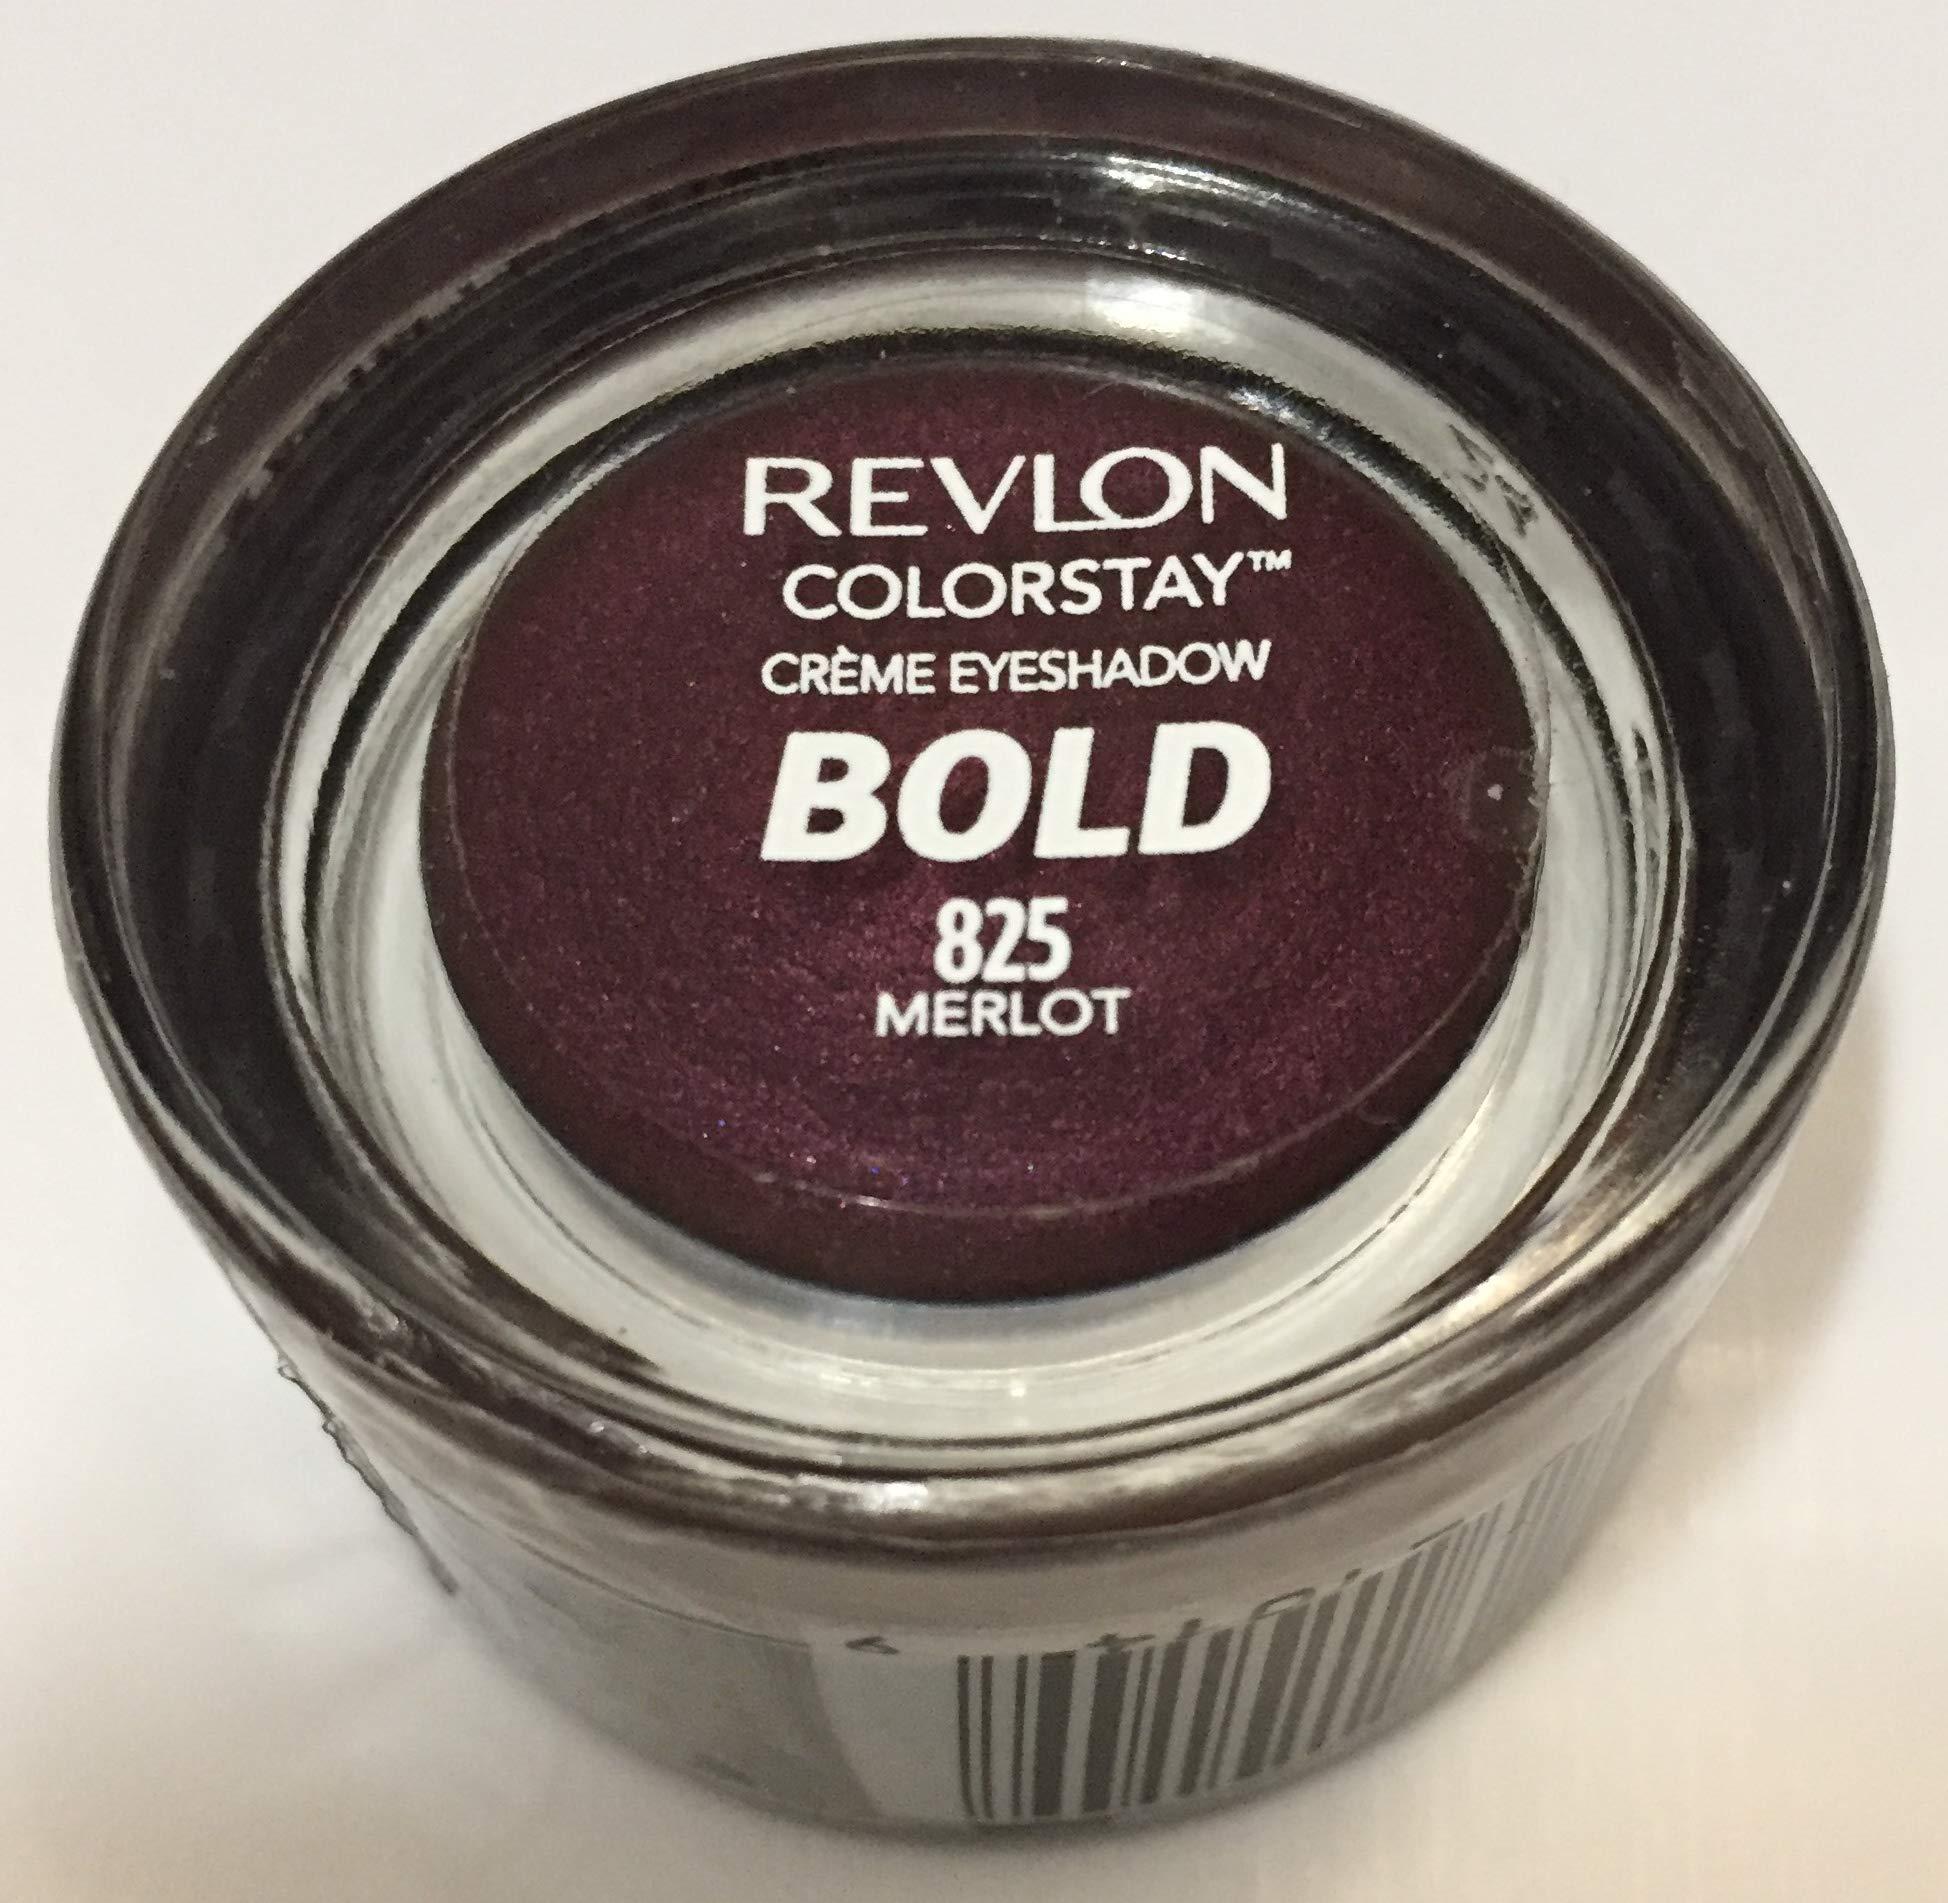 REVLON
COLORSTAY™
CRÈME EYESHADOW
BOLD
825
MERLOT